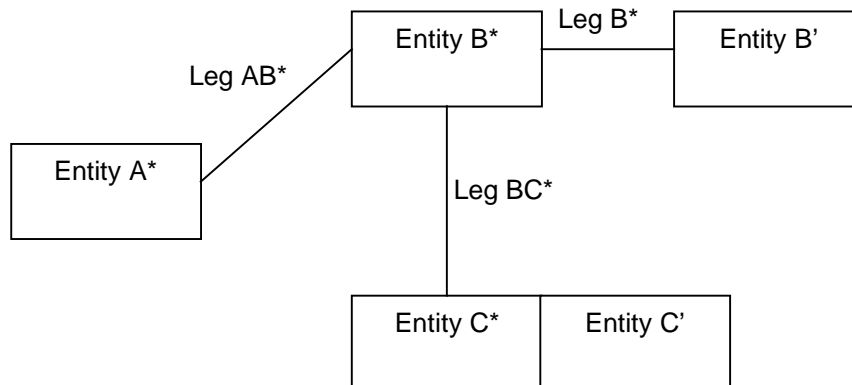 Leg B*
Entity B*
Entity B’
Leg AB*
Entity A*
Leg BC*
Entity C*
Entity C’